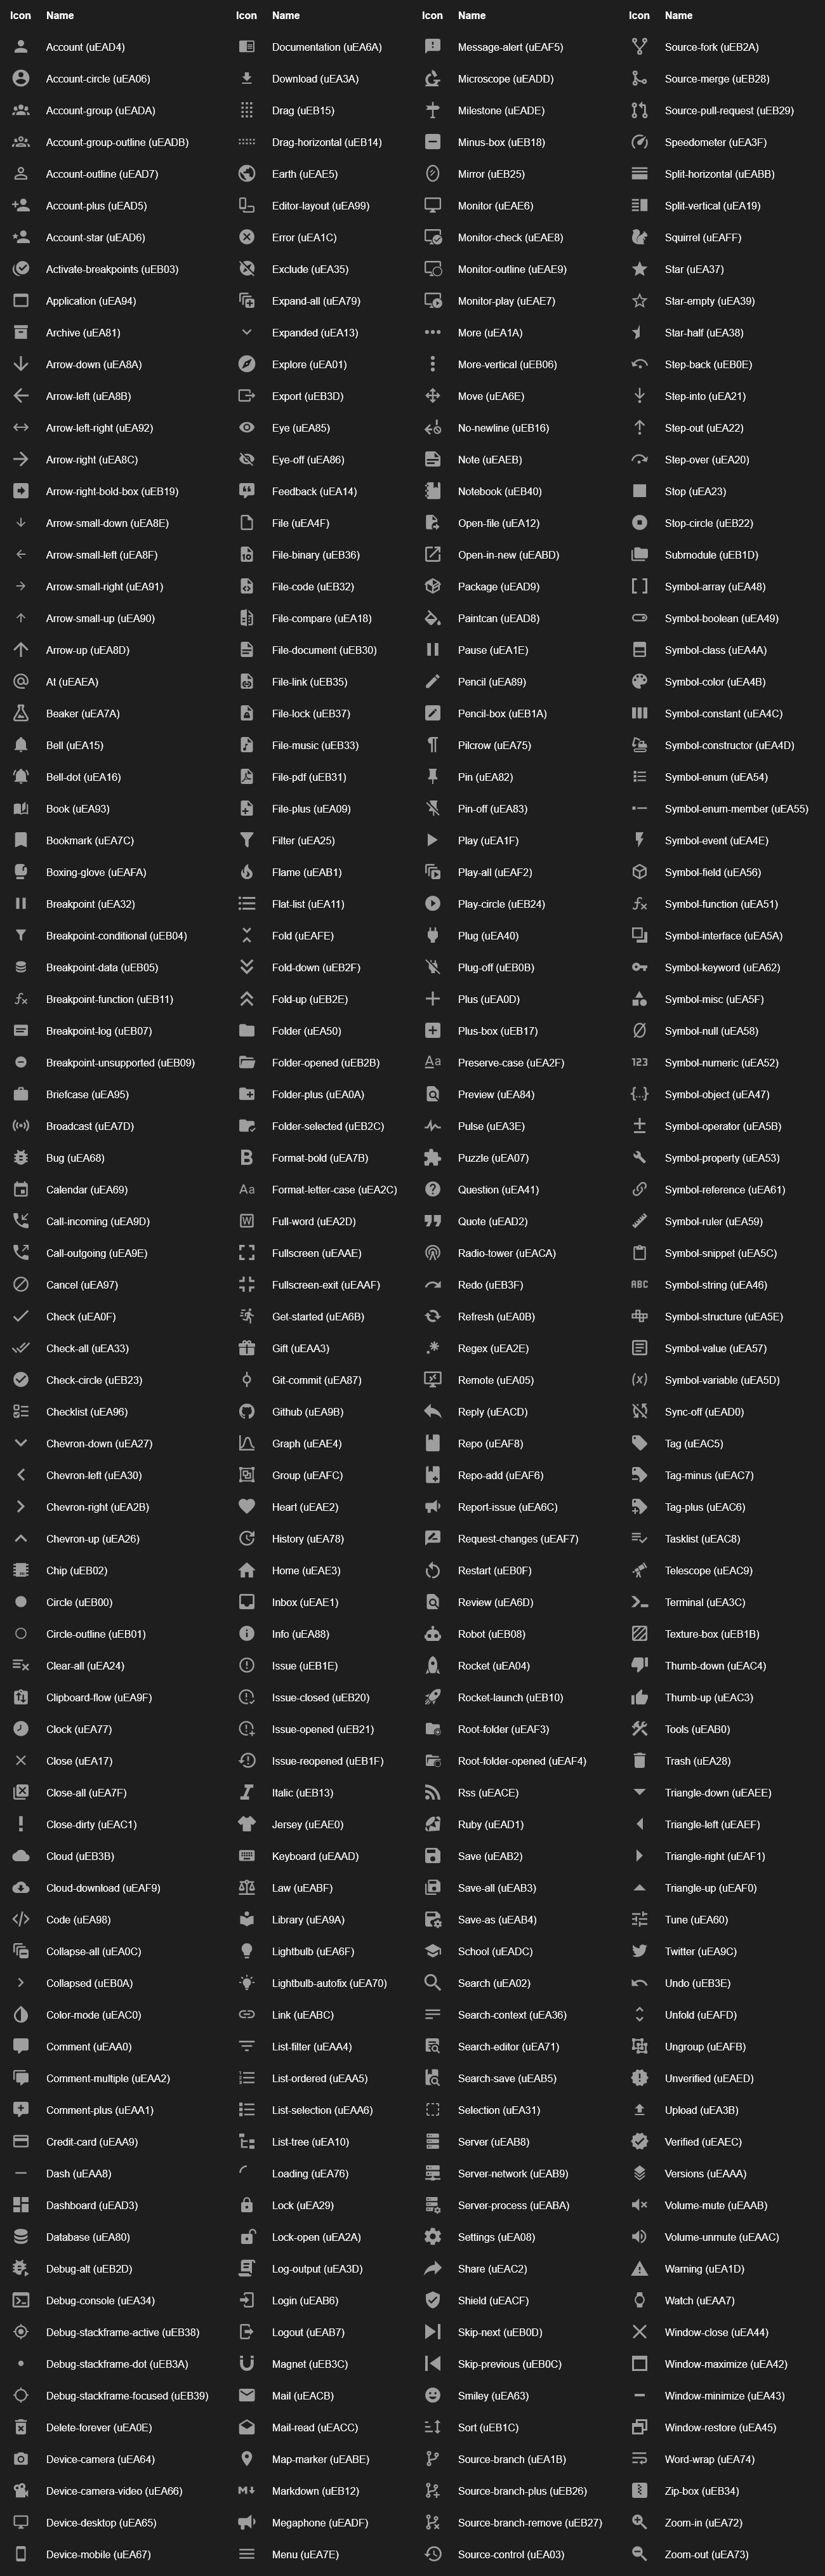 Icon Name Icon Name Icon Name Icon Name
Account (uEAD4) Documentation (uEA6A) Message-alert (uEAF5) Source-fork (uEB2A)
Account-circle (uEA06) Download (uEA3A) Microscope (uEADD) Source-merge (uEB28)
Account-group (uEADA) Drag (uEB15) Milestone (uEADE) Source-pull-request (uEB29)
Account-group-outline (uEADB) Drag-horizontal (uEB14) Minus-box (uEB18) Speedometer (uEA3F)
Account-outline (uEAD7) Earth (uEAE5) Mirror (uEB25) Split-horizontal (uEABB)
Account-plus (uEAD5) Editor-layout (uEA99) Monitor (uEAE6) Split-vertical (uEA19)
Account-star (uEAD6) Error (uEA1C) Monitor-check (uEAE8) Squirrel (uEAFF)
Activate-breakpoints (uEB03) Exclude (uEA35) Monitor-outline (uEAE9) Star (uEA37)
Application (uEA94) Expand-all (uEA79) Monitor-play (uEAE7) Star-empty (uEA39)
Archive (uEA81) Expanded (uEA13) More (uEA1A) Star-half (uEA38)
Arrow-down (uEA8A) Explore (uEA01) More-vertical (uEB06) Step-back (uEB0E)
Arrow-left (uEA8B) Export (uEB3D) Move (uEA6E) Step-into (uEA21)
Arrow-left-right (uEA92) Eye (uEA85) No-newline (uEB16) Step-out (uEA22)
Arrow-right (uEA8C) Eye-off (uEA86) Note (uEAEB) Step-over (uEA20)
Arrow-right-bold-box (uEB19) Feedback (uEA14) Notebook (uEB40) Stop (uEA23)
Arrow-small-down (uEA8E) File (uEA4F) Open-file (uEA12) Stop-circle (uEB22)
Arrow-small-left (uEA8F) File-binary (uEB36) Open-in-new (uEABD) Submodule (uEB1D)
Arrow-small-right (uEA91) File-code (uEB32) Package (uEAD9) Symbol-array (uEA48)
Arrow-small-up (uEA90) File-compare (uEA18) Paintcan (uEAD8) Symbol-boolean (uEA49)
Arrow-up (uEA8D) File-document (uEB30) Pause (uEA1E) Symbol-class (uEA4A)
At (uEAEA) File-link (uEB35) Pencil (uEA89) Symbol-color (uEA4B)
Beaker (uEA7A) File-lock (uEB37) Pencil-box (uEB1A) Symbol-constant (uEA4C)
Bell (uEA15) File-music (uEB33) Pilcrow (uEA75) Symbol-constructor (uEA4D)
Bell-dot (uEA16) File-pdf (uEB31) Pin (uEA82) Symbol-enum (uEA54)
Book (uEA93) File-plus (uEA09) Pin-off (uEA83) Symbol-enum-member (uEA55)
Bookmark (uEA7C) Filter (uEA25) Play (uEA1F) Symbol-event (uEA4E)
Boxing-glove (uEAFA) Flame (uEAB1) Play-all (uEAF2) Symbol-field (uEA56)
Breakpoint (uEA32) Flat-list (uEA11) Play-circle (uEB24) Symbol-function (uEA51)
Breakpoint-conditional (uEB04) Fold (uEAFE) Plug (uEA40) Symbol-interface (uEA5A)
Breakpoint-data (uEB05) Fold-down (uEB2F) Plug-off (uEB0B) Symbol-keyword (uEA62)
Breakpoint-function (uEB11) Fold-up (uEB2E) Plus (uEA0D) Symbol-misc (uEA5F)
Breakpoint-log (uEB07) Folder (uEA50) Plus-box (uEB17) Symbol-null (uEA58)
Breakpoint-unsupported (uEB09) Folder-opened (uEB2B) Preserve-case (uEA2F) Symbol-numeric (uEA52)
Briefcase (uEA95) Folder-plus (uEA0A) Preview (uEA84) Symbol-object (uEA47)
Broadcast (uEA7D) Folder-selected (uEB2C) Pulse (uEA3E) Symbol-operator (uEA5B)
Bug (uEA68) Format-bold (uEA7B) Puzzle (uEA07) Symbol-property (uEA53)
Calendar (uEA69) Format-letter-case (uEA2C) Question (uEA41) Symbol-reference (uEA61)
Call-incoming (uEA9D) Full-word (uEA2D) Quote (uEAD2) Symbol-ruler (uEA59)
Call-outgoing (uEA9E) Fullscreen (uEAAE) Radio-tower (uEACA) Symbol-snippet (uEA5C)
Cancel (uEA97) Fullscreen-exit (uEAAF) Redo (uEB3F) Symbol-string (uEA46)
Check (uEA0F) Get-started (uEA6B) Refresh (uEA0B) Symbol-structure (uEA5E)
Check-all (uEA33) Gift (uEAA3) Regex (uEA2E) Symbol-value (uEA57)
Check-circle (uEB23) Git-commit (uEA87) Remote (uEA05) Symbol-variable (uEA5D)
Checklist (uEA96) Github (uEA9B) Reply (uEACD) Sync-off (uEAD0)
Chevron-down (uEA27) Graph (uEAE4) Repo (uEAF8) Tag (uEAC5)
Chevron-left (uEA30) Group (uEAFC) Repo-add (uEAF6) Tag-minus (uEAC7)
Chevron-right (uEA2B) Heart (uEAE2) Report-issue (uEA6C) Tag-plus (uEAC6)
Chevron-up (uEA26) History (uEA78) Request-changes (uEAF7) Tasklist (uEAC8)
Chip (uEB02) Home (uEAE3) Restart (uEB0F) Telescope (uEAC9)
Circle (uEB00) Inbox (uEAE1) Review (uEA6D) Terminal (uEA3C)
Circle-outline (uEB01) Info (uEA88) Robot (uEB08) Texture-box (uEB1B)
Clear-all (uEA24) Issue (uEB1E) Rocket (uEA04) Thumb-down (uEAC4)
Clipboard-flow (uEA9F) Issue-closed (uEB20) Rocket-launch (uEB10) Thumb-up (uEAC3)
Clock (uEA77) Issue-opened (uEB21) Root-folder (uEAF3) Tools (uEAB0)
Close (uEA17) Issue-reopened (uEB1F) Root-folder-opened (uEAF4) Trash (uEA28)
Close-all (uEA7F) Italic (uEB13) Rss (uEACE) Triangle-down (uEAEE)
Close-dirty (uEAC1) Jersey (uEAE0) Ruby (uEAD1) Triangle-left (uEAEF)
Cloud (uEB3B) Keyboard (uEAAD) Save (uEAB2) Triangle-right (uEAF1)
Cloud-download (uEAF9) Law (uEABF) Save-all (uEAB3) Triangle-up (uEAF0)
Code (uEA98) Library (uEA9A) Save-as (uEAB4) Tune (uEA60)
Collapse-all (uEA0C) Lightbulb (uEA6F) School (uEADC) Twitter (uEA9C)
Collapsed (uEB0A) Lightbulb-autofix (uEA70) Search (uEA02) Undo (uEB3E)
Color-mode (uEAC0) Link (uEABC) Search-context (uEA36) Unfold (uEAFD)
Comment (uEAA0) List-filter (uEAA4) Search-editor (uEA71) Ungroup (uEAFB)
Comment-multiple (uEAA2) List-ordered (uEAA5) Search-save (uEAB5) Unverified (uEAED)
Comment-plus (uEAA1) List-selection (uEAA6) Selection (uEA31) Upload (uEA3B)
Credit-card (uEAA9) List-tree (uEA10) Server (uEAB8) Verified (uEAEC)
Dash (uEAA8) Loading (uEA76) Server-network (uEAB9) Versions (uEAAA)
Dashboard (uEAD3) Lock (uEA29) Server-process (uEABA) Volume-mute (uEAAB)
Database (uEA80) Lock-open (uEA2A) Settings (uEA08) Volume-unmute (uEAAC)
Debug-alt (uEB2D) Log-output (uEA3D) Share (uEAC2) Warning (uEA1D)
Debug-console (uEA34) Login (uEAB6) Shield (uEACF) Watch (uEAA7)
Debug-stackframe-active (uEB38) Logout (uEAB7) Skip-next (uEB0D) Window-close (uEA44)
Debug-stackframe-dot (uEB3A) Magnet (uEB3C) Skip-previous (uEB0C) Window-maximize (uEA42)
Debug-stackframe-focused (uEB39) Mail (uEACB) Smiley (uEA63) Window-minimize (uEA43)
Delete-forever (uEA0E) Mail-read (uEACC) Sort (uEB1C) Window-restore (uEA45)
Device-camera (uEA64) Map-marker (uEABE) Source-branch (uEA1B) Word-wrap (uEA74)
Device-camera-video (uEA66) Markdown (uEB12) Source-branch-plus (uEB26) Zip-box (uEB34)
Device-desktop (uEA65) Megaphone (uEADF) Source-branch-remove (uEB27) Zoom-in (uEA72)
Device-mobile (uEA67) Menu (uEA7E) Source-control (uEA03) Zoom-out (uEA73)